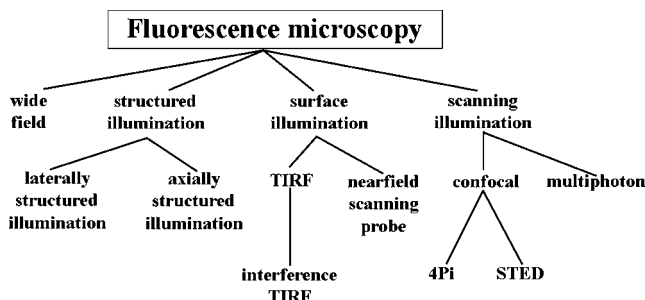 Fluorescence microscopy
wide
field
structured
illumination
surface
illumination
scanning
illumination
laterally
structured
illumination
axially
structured
illumination
TIRF
nearfield
scanning
probe
confocal
multiphoton
interference
TIRF
4Pi
STED